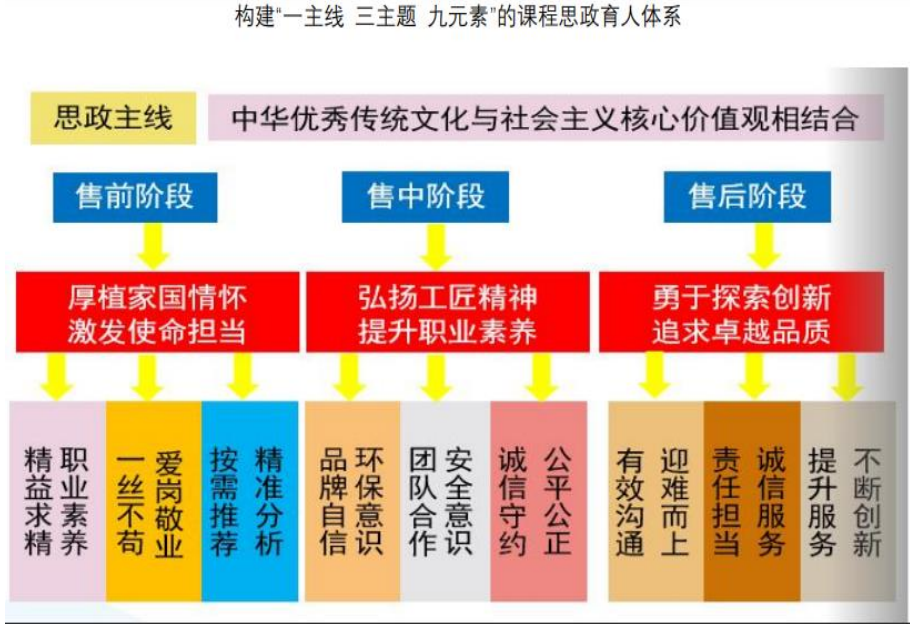 构建“一主线 三主题 九元素”的课程思政育人体系
思政主线
中华优秀传统文化与社会主义核心价值观相结合
售前阶段
售中阶段
售后阶段
厚植家国情怀
激发使命担当
弘扬工匠精神
提升职业素养
勇于探索创新
追求卓越品质
精益求精
职业素养
一丝不苟
爱岗敬业
按需推荐
精准分析
品牌自信
环保意识
团队合作
安全意识
诚信守约
公平公正
有效沟通
迎难而上
责任担当
诚信服务
提升服务
不断创新